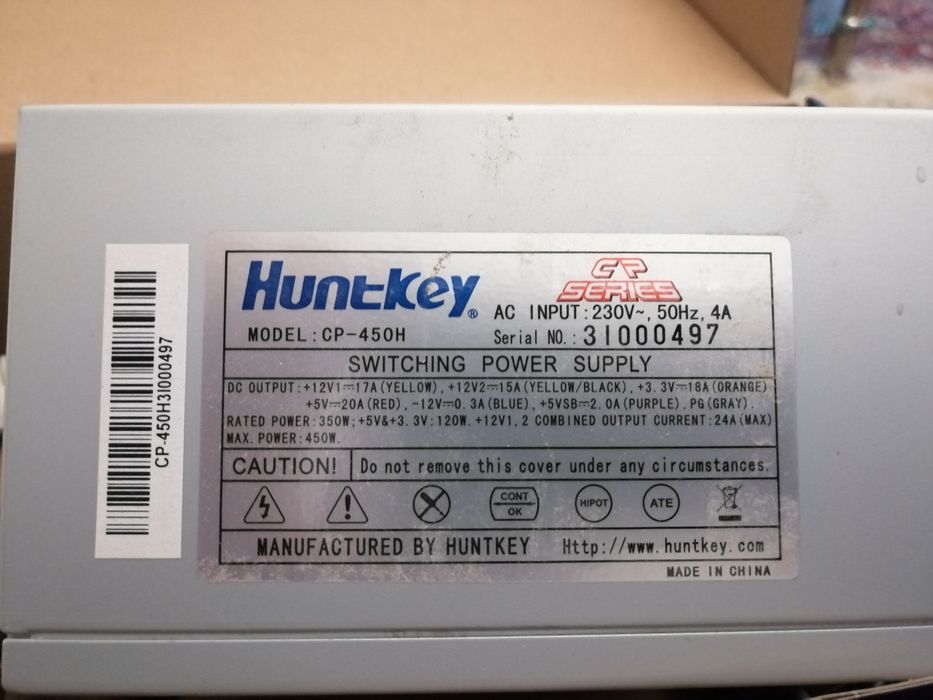 Huntkey®
CP
SERIES
AC INPUT:230V~, 50Hz, 4A
MODEL:CP-450H
Serial NO.:3I000497
SWITCHING POWER SUPPLY
DC OUTPUT:+12V1⎓17A(YELLOW), +12V2⎓15A(YELLOW/BLACK), +3.3V⎓18A(ORANGE)
+5V⎓20A(RED), -12V⎓0.3A(BLUE), +5VSB⎓2.0A(PURPLE), PG(GRAY).
RATED POWER:350W;+5V&+3.3V:120W. +12V1,2 COMBINED OUTPUT CURRENT:24A(MAX)
MAX. POWER:450W.
CAUTION! Do not remove this cover under any circumstances.
CONT
OK
HIPOT
ATE
MANUFACTURED BY HUNTKEY Http://www.huntkey.com
MADE IN CHINA
CP-450H3I000497